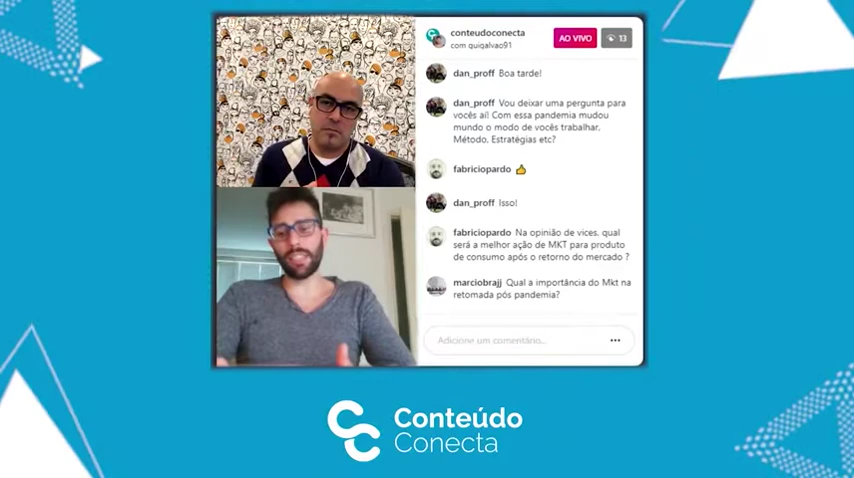 conteudoconecta
com quigalvao91
AO VIVO
13
dan_proff Boa tarde!
dan_proff Vou deixar uma pergunta para
vocês aí! Com essa pandemia mudou
mundo o modo de vocês trabalhar,
Método, Estratégias etc?
fabriciopardo 👍
dan_proff Isso!
fabriciopardo Na opinião de vices, qual
será a melhor ação de MKT para produto
de consumo após o retorno do mercado ?
marciobrajj Qual a importância do Mkt na
retomada pós pandemia?
Adicione um comentário...
Conteúdo
Conecta